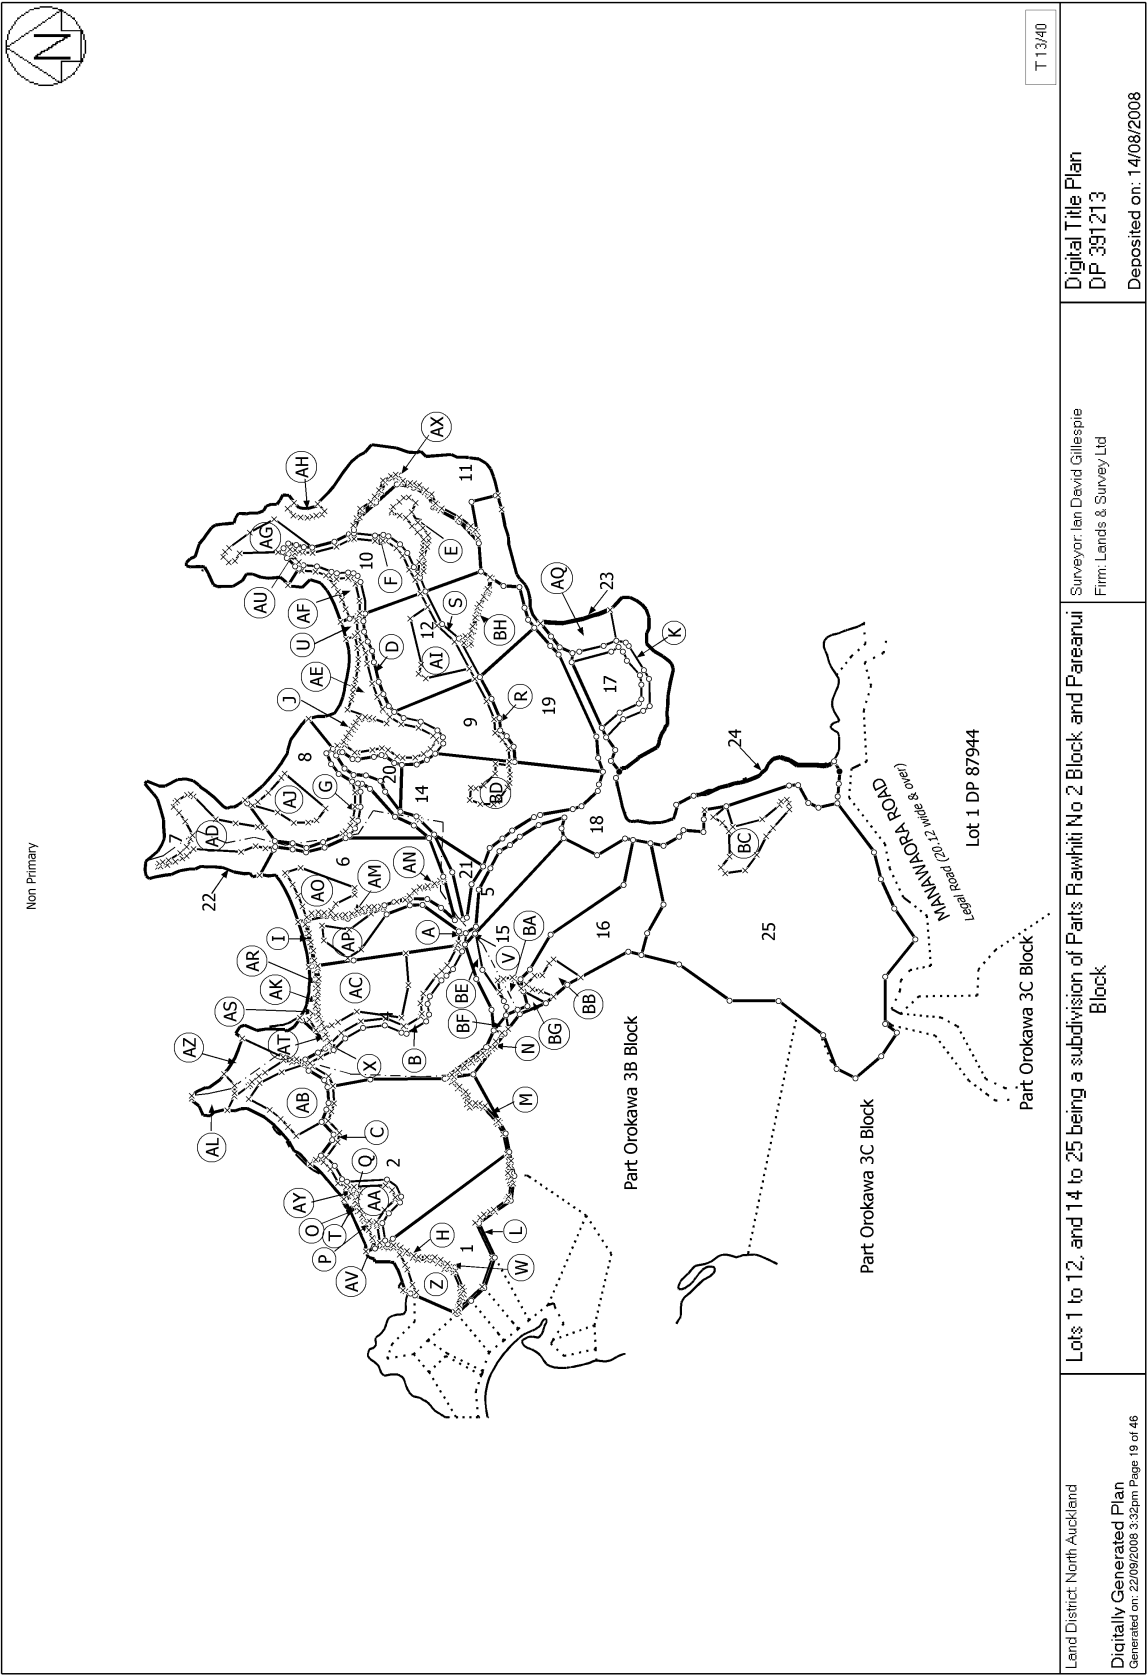 Non Primary
N
T 13/40
AZ
AL
AS
AK
AR
I
22
7
AD
AJ
8
J
AE
U
AF
AU
AG
AH
AX
11
10
F
E
D
12
S
AI
BH
AQ
23
K
17
R
19
9
BD
14
20
G
6
AO
AM
AN
AP
AC
A
21
5
15
BA
V
BE
BF
BG
BB
N
B
X
AT
AB
C
2
Q
AA
AY
O
T
P
AV
H
1
Z
W
L
M
16
18
24
BC
25
MANAWAORA ROAD
Legal Road (20.12 wide & over)
Lot 1 DP 87944
Part Orokawa 3B Block
Part Orokawa 3C Block
Part Orokawa 3C Block
Land District: North Auckland
Digitally Generated Plan
Generated on: 22/09/2008 3:32pm Page 19 of 46
Lots 1 to 12, and 14 to 25 being a subdivision of Parts Rawhiti No 2 Block and Pareanui
Block
Surveyor: Ian David Gillespie
Firm: Lands & Survey Ltd
Digital Title Plan
DP 391213
Deposited on: 14/08/2008